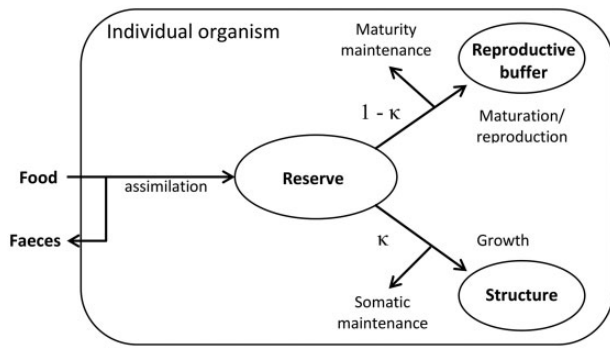 Individual organism
Maturity
maintenance
Reproductive
buffer
1 - κ
Maturation/
reproduction
Food
assimilation
Reserve
Faeces
κ
Growth
Somatic
maintenance
Structure